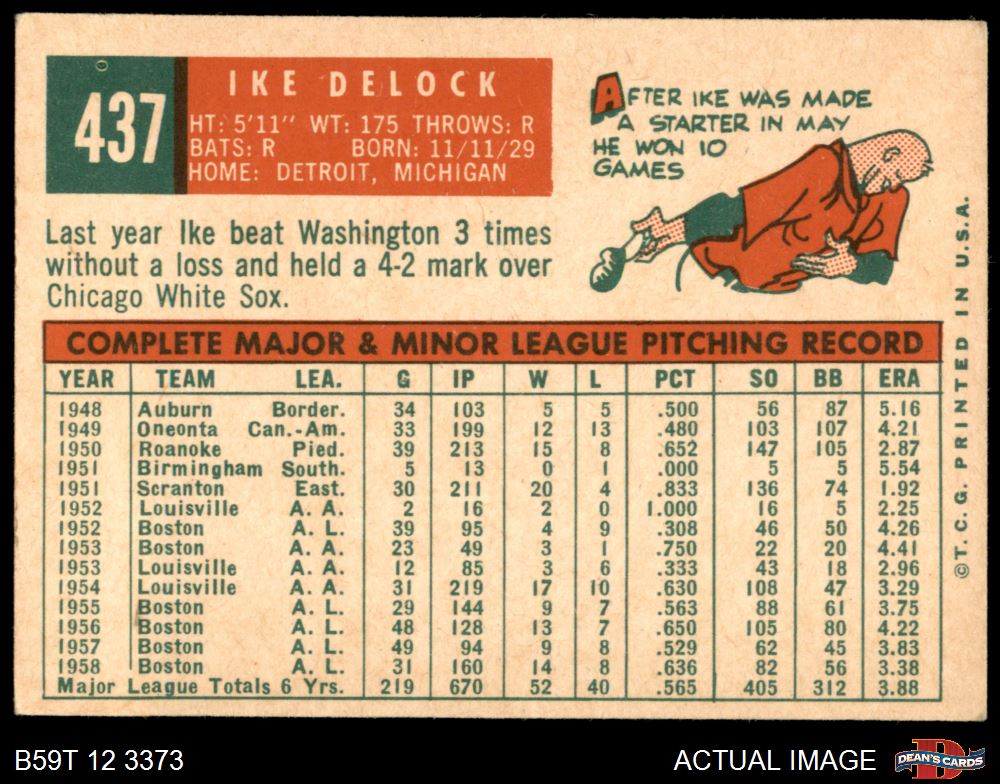 437
IKE DELOCK
HT: 5'11" WT: 175 THROWS: R
BATS: R BORN: 11/11/29
HOME: DETROIT, MICHIGAN
AFTER IKE WAS MADE
A STARTER IN MAY
HE WON 10
GAMES
Last year Ike beat Washington 3 times
without a loss and held a 4-2 mark over
Chicago White Sox.
COMPLETE MAJOR & MINOR LEAGUE PITCHING RECORD
YEAR TEAM LEA. G IP W L PCT SO BB ERA
1948 Auburn Border. 34 103 5 5 .500 56 87 5.16
1949 Oneonta Can.-Am. 33 199 12 13 .480 103 107 4.21
1950 Roanoke Pied. 39 213 15 8 .652 147 105 2.87
1951 Birmingham South. 5 13 0 1 .000 5 5 5.54
1951 Scranton East. 30 211 20 4 .833 136 74 1.92
1952 Louisville A. A. 2 16 2 0 1.000 16 5 2.25
1952 Boston A. L. 39 95 4 9 .308 46 50 4.26
1953 Boston A. A. 23 49 3 1 .750 22 20 4.41
1953 Louisville A. A. 12 85 3 6 .333 43 18 2.96
1954 Louisville A. A. 31 219 17 10 .630 108 47 3.29
1955 Boston A. L. 29 144 9 7 .563 88 61 3.75
1956 Boston A. L. 48 128 13 7 .650 105 80 4.22
1957 Boston A. L. 49 94 9 8 .529 62 45 3.83
1958 Boston A. L. 31 160 14 8 .636 82 56 3.38
Major League Totals 6 Yrs. 219 670 52 40 .565 405 312 3.88
©T. C. G. PRINTED IN U.S.A.
B59T 12 3373
ACTUAL IMAGE
DEAN'S CARDS